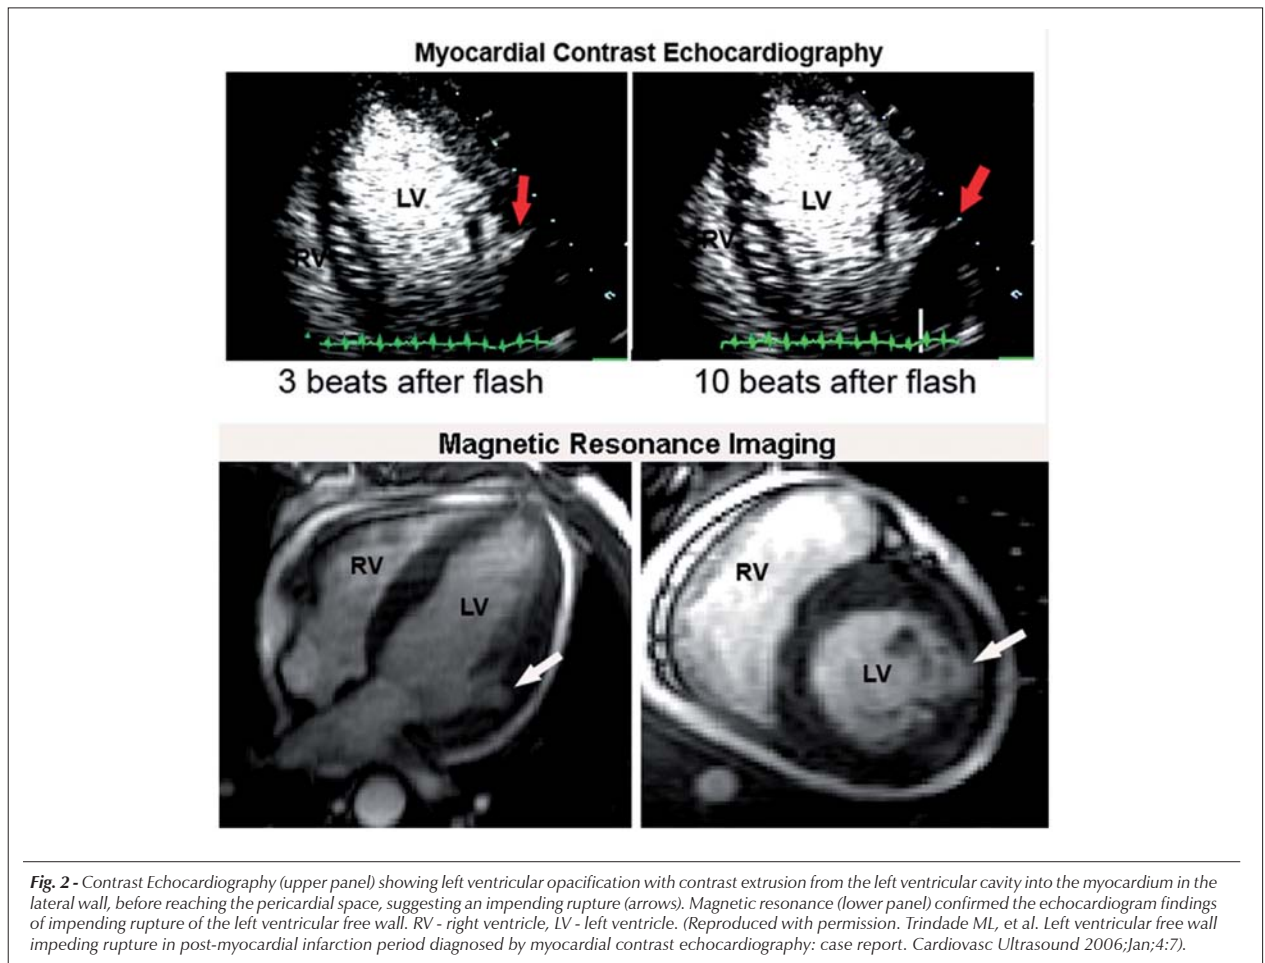 Myocardial Contrast Echocardiography
LV
RV
LV
RV
3 beats after flash
10 beats after flash
Magnetic Resonance Imaging
RV
LV
RV
LV
Fig. 2 - Contrast Echocardiography (upper panel) showing left ventricular opacification with contrast extrusion from the left ventricular cavity into the myocardium in the
lateral wall, before reaching the pericardial space, suggesting an impending rupture (arrows). Magnetic resonance (lower panel) confirmed the echocardiogram findings
of impending rupture of the left ventricular free wall. RV - right ventricle, LV - left ventricle. (Reproduced with permission. Trindade ML, et al. Left ventricular free wall
impeding rupture in post-myocardial infarction period diagnosed by myocardial contrast echocardiography: case report. Cardiovasc Ultrasound 2006;Jan;4:7).